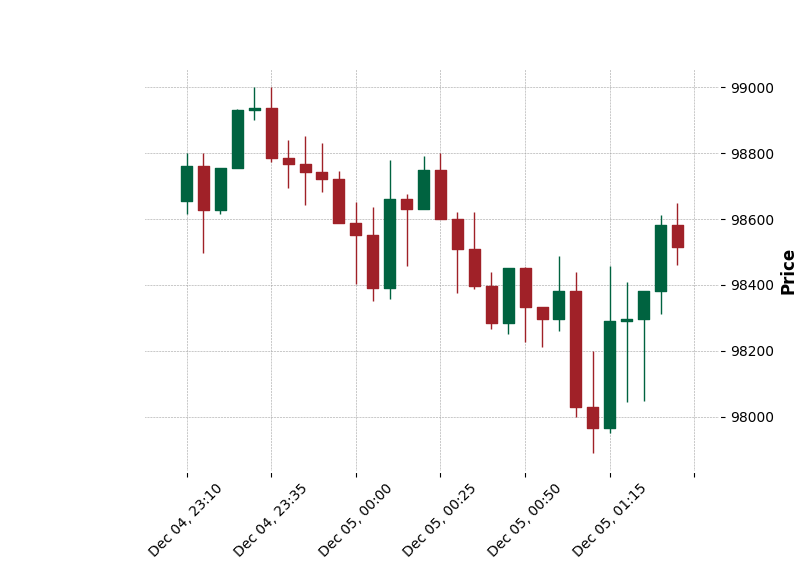 99000
98800
98600
98400
98200
98000
Price
Dec 04, 23:10
Dec 04, 23:35
Dec 05, 00:00
Dec 05, 00:25
Dec 05, 00:50
Dec 05, 01:15